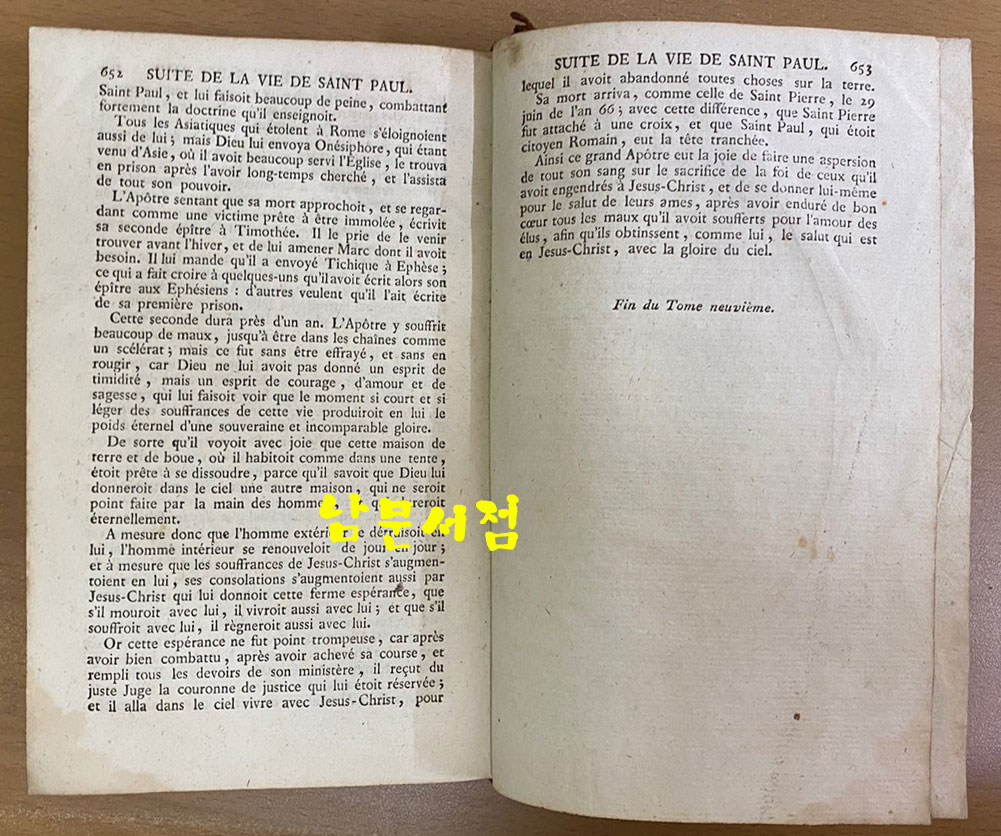 652 SUITE DE LA VIE DE SAINT PAUL.
Saint Paul, et lui faisoit beaucoup de peine, combattant
fortement la doctrine qu'il enseignoit.
Tous les Asiatiques qui étolent à Rome s'éloignoient
aussi de lui; mais Dieu lui envoya Onésiphore, qui étant
venu d'Asie, où il avoit beaucoup servi l'Église, le trouva
en prison après l'avoir long-temps cherché, et l'assista
de tout son pouvoir.
L'Apôtre sentant que sa mort approchoit, et se regar-
dant comme une victime prête à être immolée, écrivit
sa seconde épître à Timothée. Il le prie de le venir
trouver avant l'hiver, et de lui amener Marc dont il avoit
besoin. Il lui mande qu'il a envoyé Tichique à Ephèse;
ce qui a fait croire à quelques-uns qu'il avoit écrit alors son
épître aux Ephésiens : d'autres veulent qu'il l'ait écrite
de sa première prison.
Cette seconde dura près d'un an. L'Apôtre y souffrit
beaucoup de maux, jusqu'à être dans les chaînes comme
un scélérat; mais ce fut sans être effrayé, et sans en
rougir, car Dieu ne lui avoit pas donné un esprit de
timidité, mais un esprit de courage, d'amour et de
sagesse, qui lui faisoit voir que le moment si court et si
léger des souffrances de cette vie produiroit en lui le
poids éternel d'une souveraine et incomparable gloire.
De sorte qu'il voyoit avec joie que cette maison de
terre et de boue, où il habitoit comme dans une tente,
étoit prête à se dissoudre, parce qu'il savoit que Dieu lui
donneroit dans le ciel une autre maison, qui ne seroit
point faite par la main des hommes
éternellement.
남문서점
A mesure donc que l'homme extérieur se détruisoit en
lui, l'homme intérieur se renouveloit de jour en jour;
et à mesure que les souffrances de Jesus-Christ s'augmen-
toient en lui, ses consolations s'augmentoient aussi par
Jesus-Christ qui lui donnoit cette ferme espérance, que
s'il mouroit avec lui, il vivroit aussi avec lui; et que s'il
souffroit avec lui, il règneroit aussi avec lui.
Or cette espérance ne fut point trompeuse, car après
avoir bien combattu, après avoir achevé sa course, et
rempli tous les devoirs de son ministère, il reçut du
juste Juge la couronne de justice qui lui étoit réservée;
et il alla dans le ciel vivre avec Jesus-Christ, pour
SUITE DE LA VIE DE SAINT PAUL. 653
lequel il avoit abandonné toutes choses sur la terre.
Sa mort arriva, comme celle de Saint Pierre, le 29
join de l'an 66; avec cette différence, que Saint Pierre
fut attaché à une croix, et que Saint Paul, qui étoit
citoyen Romain, eut la tête tranchée.
Ainsi ce grand Apôtre eut la joie de faire une aspersion
de tout son sang sur le sacrifice de la foi de ceux qu'il
avoit engendrés à Jesus-Christ, et de se donner lui-même
pour le salut de leurs ames, après avoir enduré de bon
cœur tous les maux qu'il avoit soufferts pour l'amour des
élus, afin qu'ils obtinssent, comme lui, le salut qui est
en Jesus-Christ, avec la gloire du ciel.
Fin du Tome neuvième.